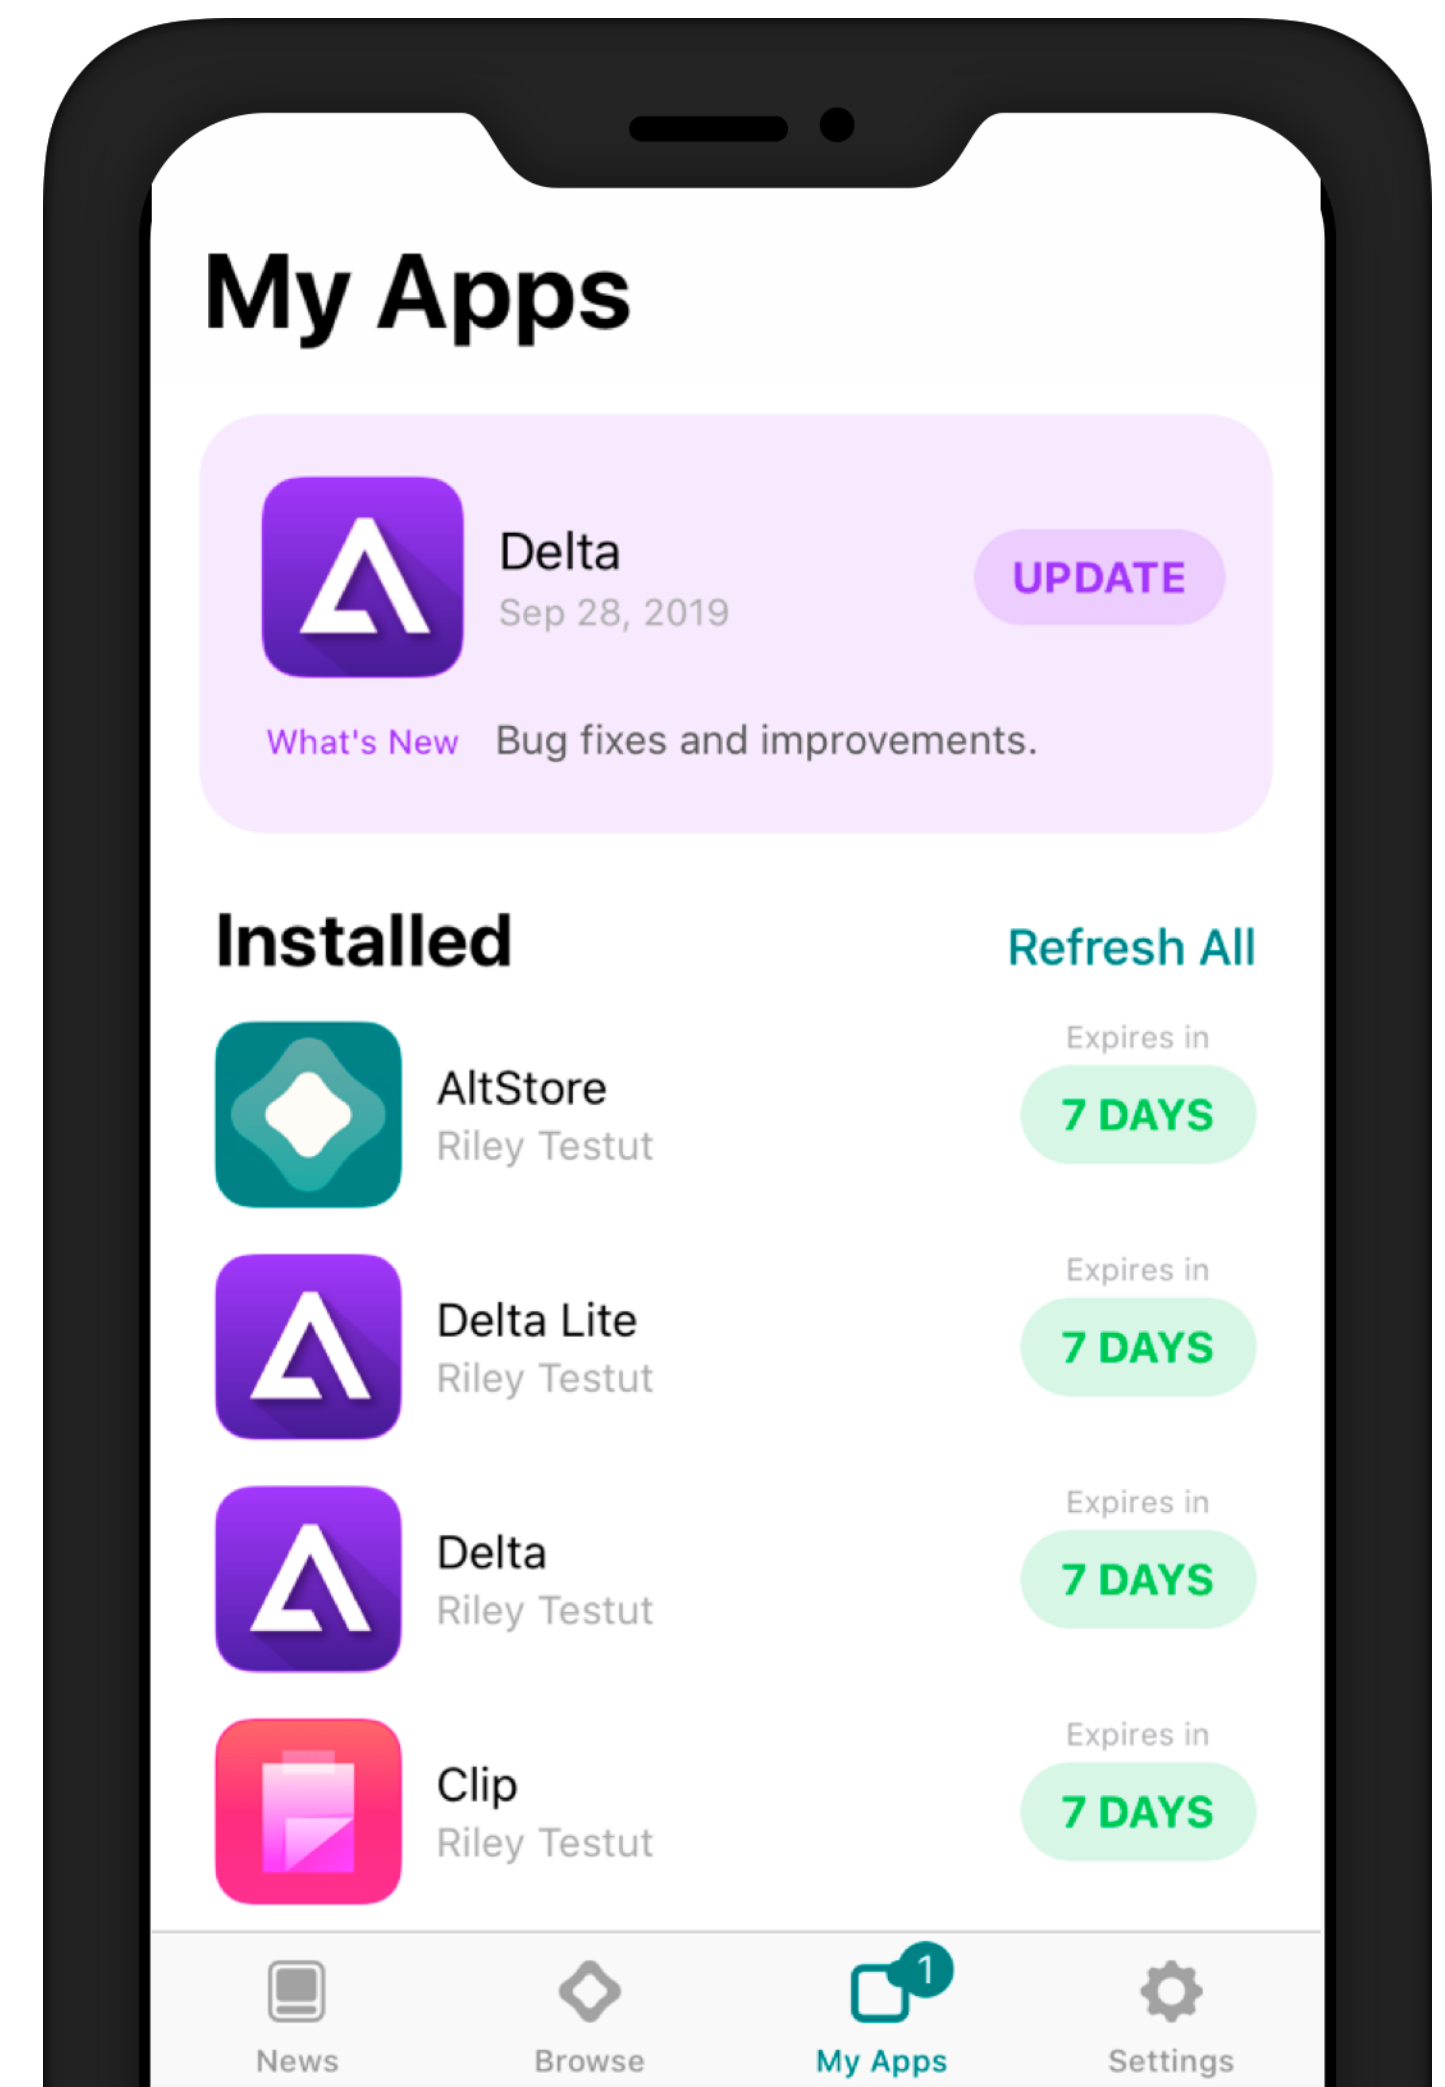 My Apps
Delta
Sep 28, 2019
UPDATE
What's New Bug fixes and improvements.
Installed
Refresh All
AltStore
Riley Testut
Expires in
7 DAYS
Delta Lite
Riley Testut
Expires in
7 DAYS
Delta
Riley Testut
Expires in
7 DAYS
Clip
Riley Testut
Expires in
7 DAYS
News
Browse
1
My Apps
Settings